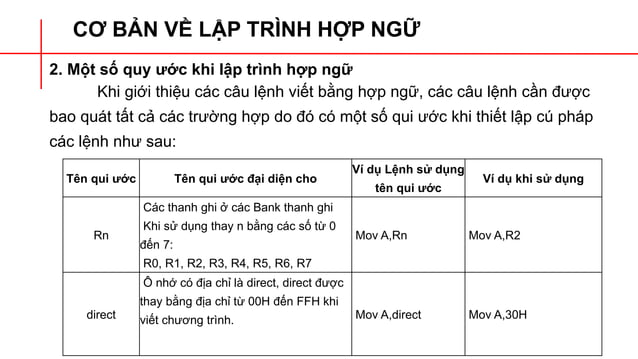 CƠ BẢN VỀ LẬP TRÌNH HỢP NGỮ
2. Một số quy ước khi lập trình hợp ngữ
Khi giới thiệu các câu lệnh viết bằng hợp ngữ, các câu lệnh cần được
bao quát tất cả các trường hợp do đó có một số qui ước khi thiết lập cú pháp
các lệnh như sau:
Tên qui ước
Tên qui ước đại diện cho
Ví dụ Lệnh sử dụng
tên qui ước
Ví dụ khi sử dụng
Rn
Các thanh ghi ở các Bank thanh ghi
Khi sử dụng thay n bằng các số từ 0
đến 7:
R0, R1, R2, R3, R4, R5, R6, R7
Mov A,Rn
Mov A,R2
direct
Ô nhớ có địa chỉ là direct, direct được
thay bằng địa chỉ từ 00H đến FFH khi
viết chương trình.
Mov A,direct
Mov A,30H